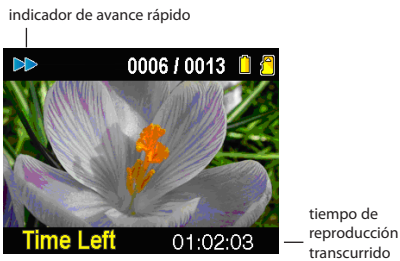 indicador de avance rápido
0006 / 0013
Time Left
01:02:03
tiempo de
reproducción
transcurrido